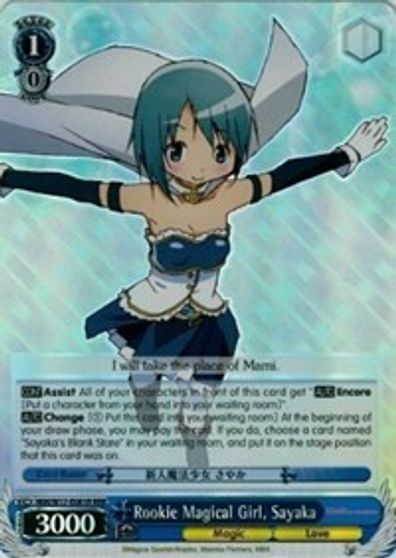 LEVEL
1
0
I will take the place of Mami.
CONT Assist All of your characters in front of this card get "AUTO Encore
[Put a character from your hand into your waiting room]"
AUTO Change [(3) Put this card into your waiting room] At the beginning of
your draw phase, you may pay cost. If you do, choose a card named
"Sayaka's Blank Stare" in your waiting room, and put it on the stage position
that this card was on.
新人魔法少女 さやか
3000
Rookie Magical Girl, Sayaka
Magic Love